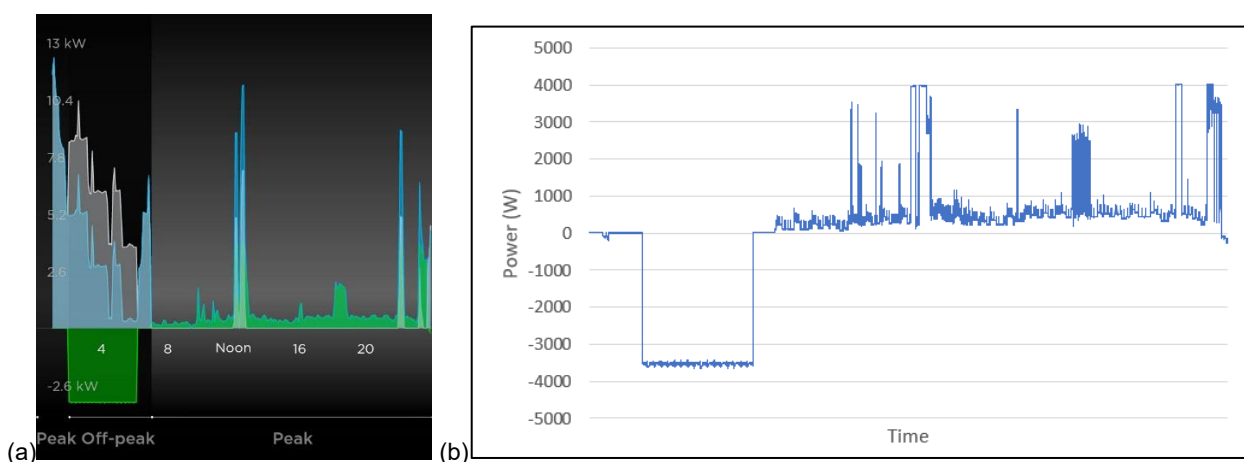 13 kW
10.4
7.8
5.2
2.6
4 8 Noon 16 20
-2.6 kW
Peak Off-peak Peak
(a)
5000
4000
3000
2000
1000
0
-1000
-2000
-3000
-4000
-5000
Power (W)
Time
(b)